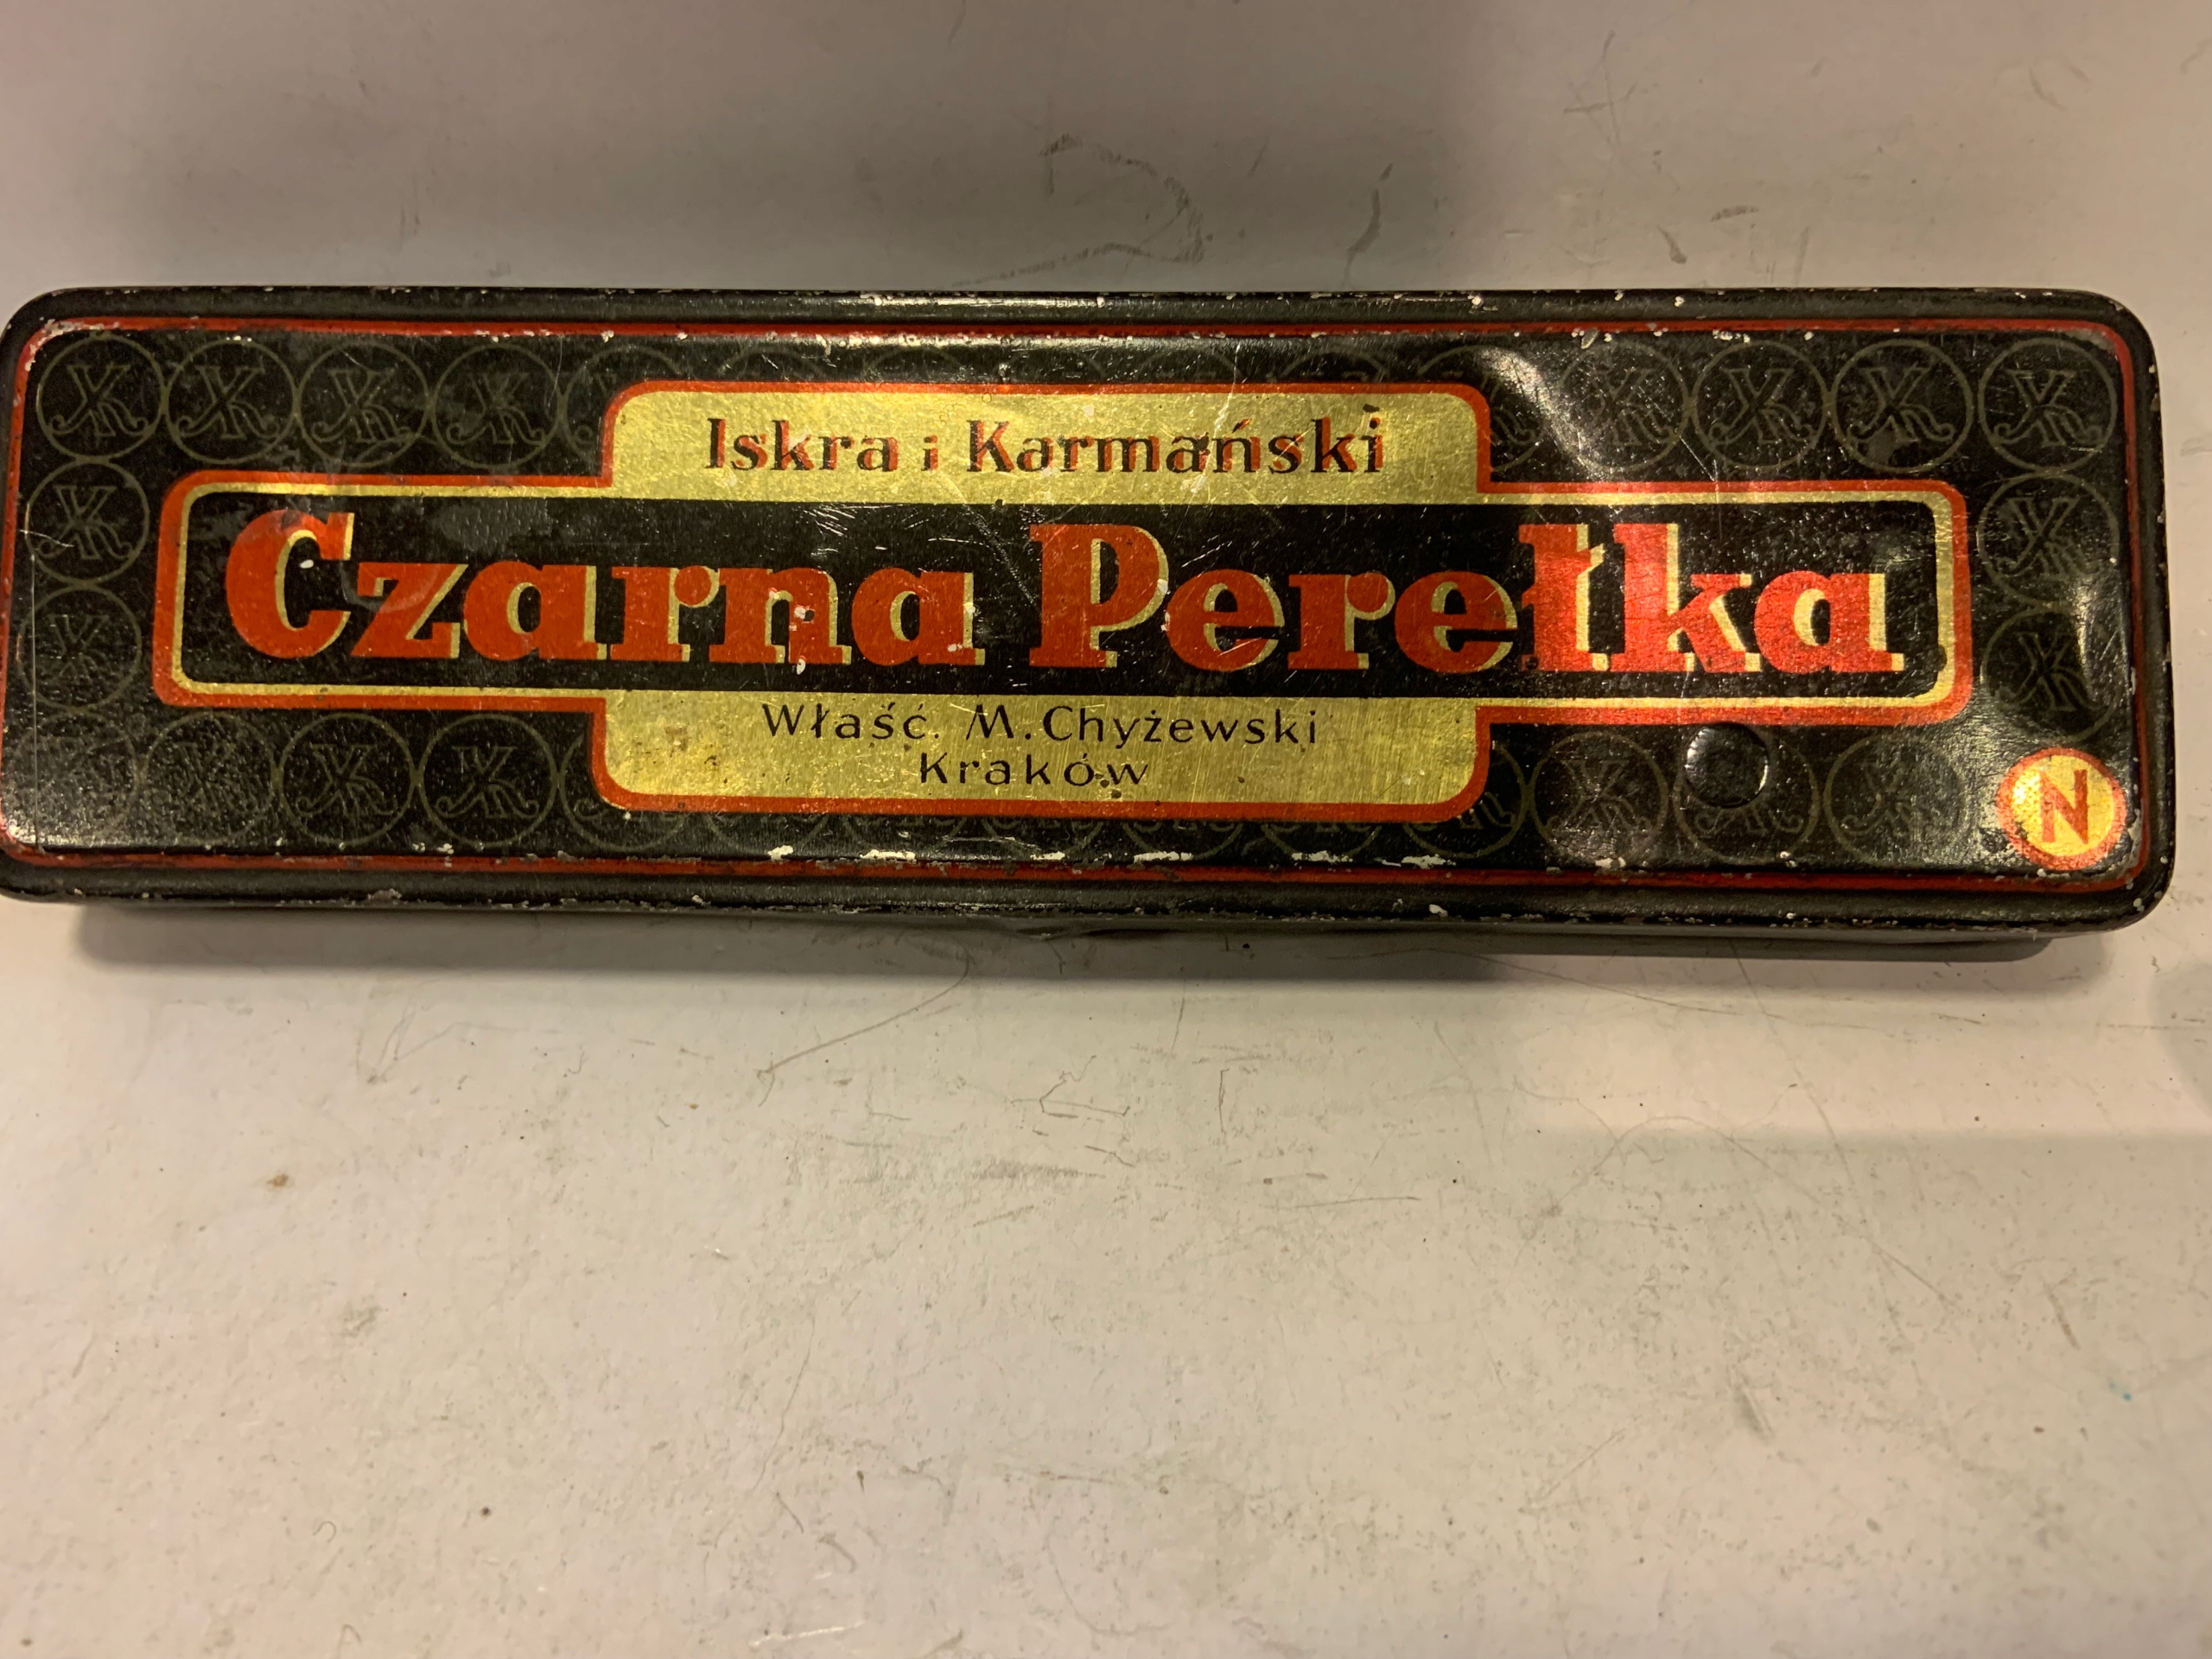 Iskra i Karmański
Czarna Perełka
Właść. M. Chyżewski
Kraków
N